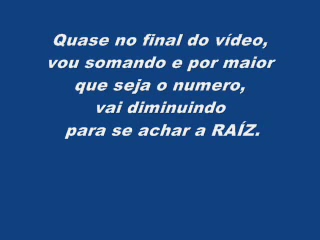 Quase no final do vídeo,
vou somando e por maior
que seja o numero,
vai diminuindo
para se achar a RAÍZ.